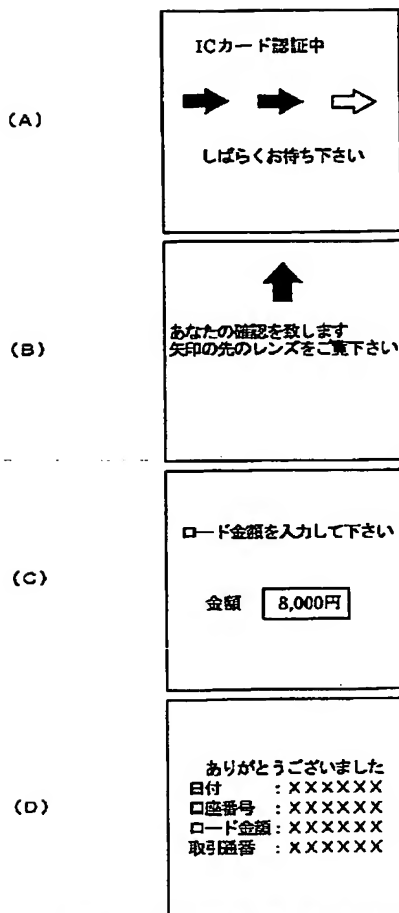 (A)
ICカード認証中
しばらくお待ち下さい
(B)
あなたの確認を致します
矢印の先のレンズをご覧下さい
(C)
ロード金額を入力して下さい
金額 8,000円
(D)
ありがとうございました
日付 : XXXXXX
口座番号 : XXXXXX
ロード金額 : XXXXXX
取引通番 : XXXXXX